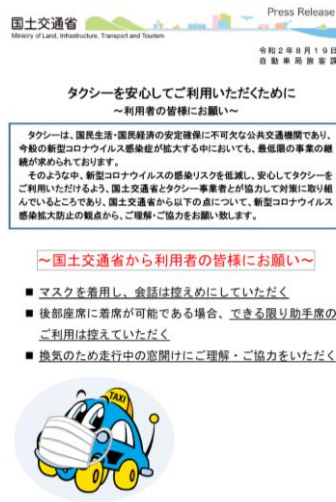 Press Release
国土交通省
Ministry of Land, Infrastructure, Transport and Tourism
令和２年８月１９日
自動車局旅客課
タクシーを安心してご利用いただくために
～利用者の皆様にお願い～
タクシーは、国民生活・国民経済の安定確保に不可欠な公共交通機関であり、
今般の新型コロナウイルス感染症が拡大する中においても、最低限の事業の継
続が求められております。
そのような中、新型コロナウイルスの感染リスクを低減し、安心してタクシーを
ご利用いただけるよう、国土交通省とタクシー事業者とが協力して対策に取り組
んでいるところであり、国土交通省から以下の点について、新型コロナウイルス
感染拡大防止の観点から、ご理解・ご協力をお願い致します。
～国土交通省から利用者の皆様にお願い～
■ マスクを着用し、会話は控えめにしていただく
■ 後部座席に着席が可能である場合、できる限り助手席の
ご利用は控えていただく
■ 換気のため走行中の窓開けにご理解・ご協力をいただく
TAXI